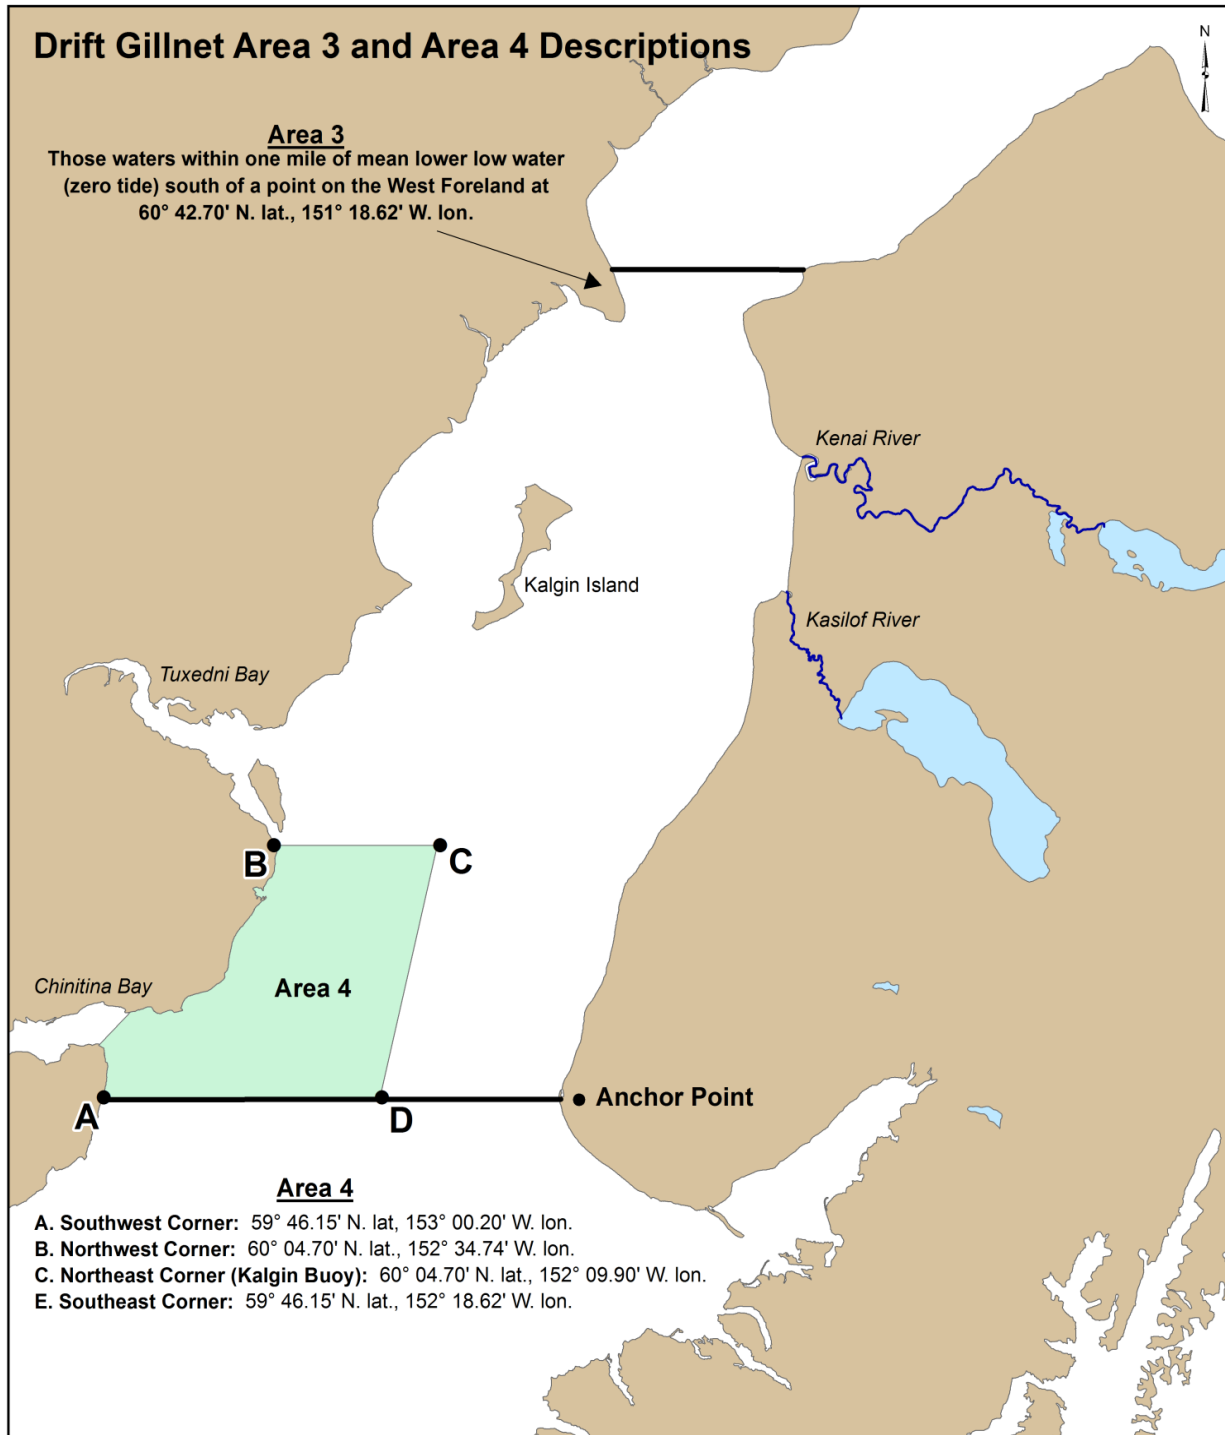 Drift Gillnet Area 3 and Area 4 Descriptions
N
Area 3
Those waters within one mile of mean lower low water
(zero tide) south of a point on the West Foreland at
60° 42.70' N. lat., 151° 18.62' W. lon.
Kenai River
Kalgin Island
Kasilof River
Tuxedni Bay
B
C
Chinitina Bay
Area 4
A
D
Anchor Point
Area 4
A. Southwest Corner: 59° 46.15' N. lat, 153° 00.20' W. lon.
B. Northwest Corner: 60° 04.70' N. lat., 152° 34.74' W. lon.
C. Northeast Corner (Kalgin Buoy): 60° 04.70' N. lat., 152° 09.90' W. lon.
E. Southeast Corner: 59° 46.15' N. lat., 152° 18.62' W. lon.